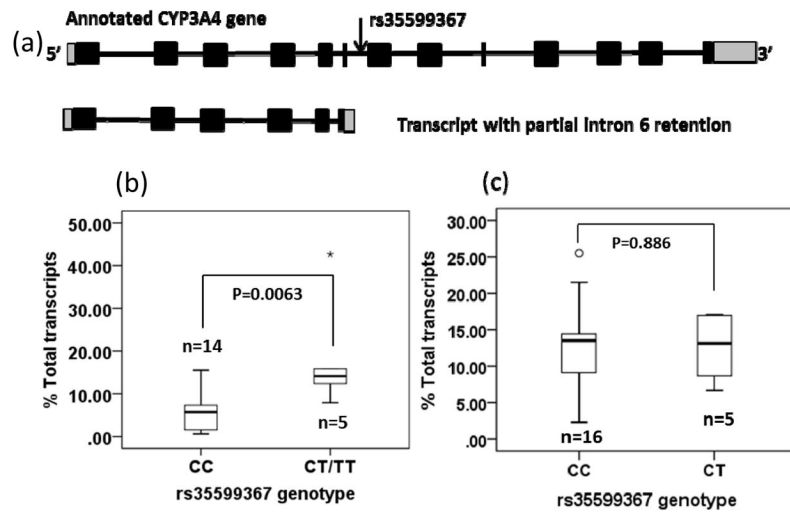 Annotated CYP3A4 gene
rs35599367
(a)
5’
3’
Transcript with partial Intron 6 retention
(b)
% Total transcripts
50.00
40.00
30.00
20.00
10.00
.00
*
P=0.0063
n=14
n=5
CC
CT/TT
rs35599367 genotype
(c)
% Total transcripts
30.00
25.00
20.00
15.00
10.00
5.00
.00
P=0.886
n=16
n=5
CC
CT
rs35599367 genotype